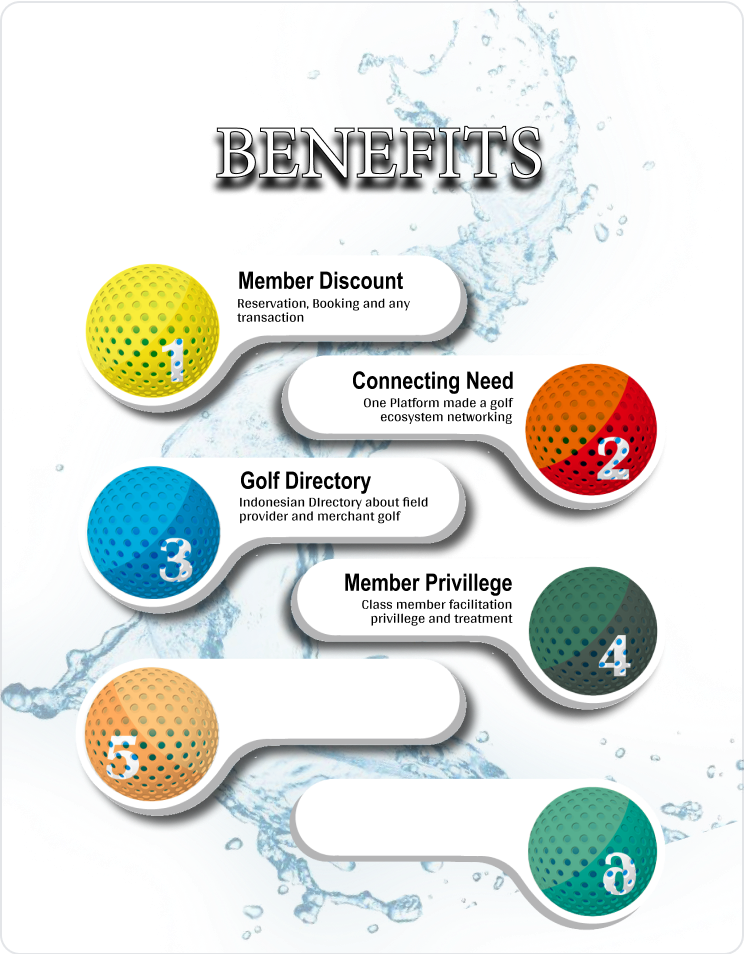 BENEFITS
Member Discount
Reservation, Booking and any
transaction
1
Connecting Need
One Platform made a golf
ecosystem networking
2
Golf Directory
Indonesian DIrectory about field
provider and merchant golf
3
Member Privillege
Class member facilitation
privillege and treatment
4
5
a